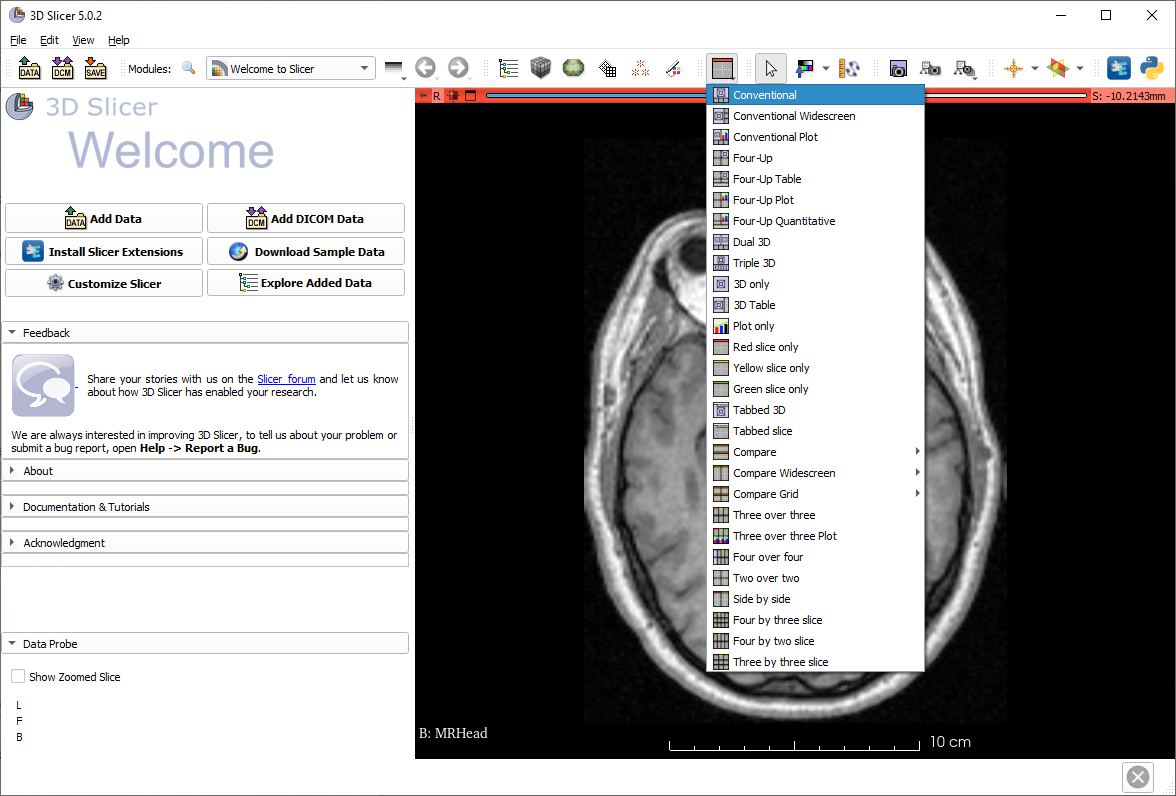 3D Slicer 5.0.2
File Edit View Help
DATA DCM SAVE Modules: Welcome to Slicer
R S: -10.2143mm
3D Slicer
Welcome
DATA Add Data DCM Add DICOM Data
Install Slicer Extensions Download Sample Data
Customize Slicer Explore Added Data
Feedback
Share your stories with us on the Slicer forum and let us know
about how 3D Slicer has enabled your research.
We are always interested in improving 3D Slicer, to tell us about your problem or
submit a bug report, open Help -> Report a Bug.
About
Documentation & Tutorials
Acknowledgment
Data Probe
Show Zoomed Slice
L
F
B
Conventional
Conventional Widescreen
Conventional Plot
Four-Up
Four-Up Table
Four-Up Plot
Four-Up Quantitative
Dual 3D
Triple 3D
3D only
3D Table
Plot only
Red slice only
Yellow slice only
Green slice only
Tabbed 3D
Tabbed slice
Compare
Compare Widescreen
Compare Grid
Three over three
Three over three Plot
Four over four
Two over two
Side by side
Four by three slice
Four by two slice
Three by three slice
B: MRHead
10 cm